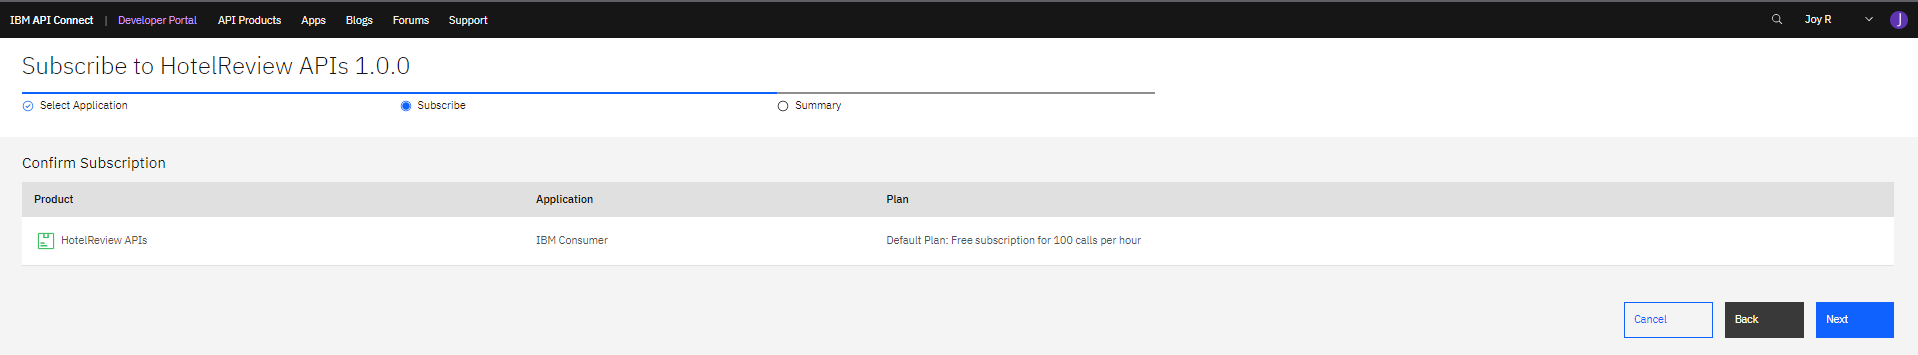 IBM API Connect | Developer Portal API Products Apps Blogs Forums Support Joy R J
Subscribe to HotelReview APIs 1.0.0
Select Application Subscribe Summary
Confirm Subscription
Product Application Plan
HotelReview APIs IBM Consumer Default Plan: Free subscription for 100 calls per hour
Cancel Back Next